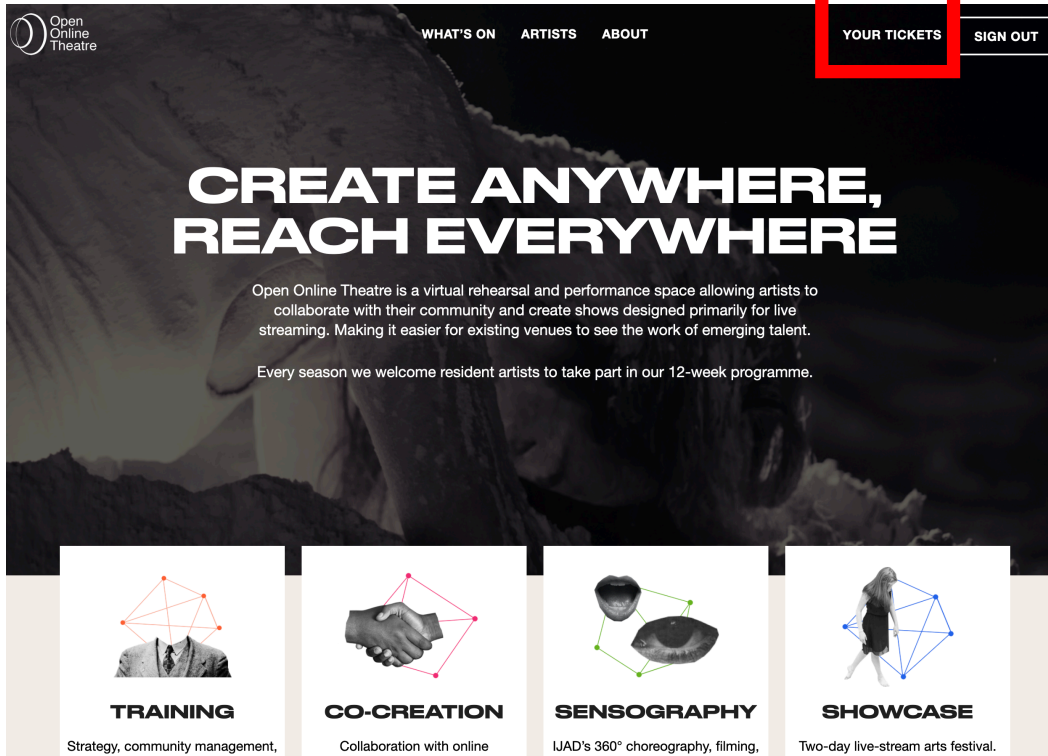 Open
Online
Theatre
WHAT'S ON ARTISTS ABOUT YOUR TICKETS SIGN OUT
CREATE ANYWHERE,
REACH EVERYWHERE
Open Online Theatre is a virtual rehearsal and performance space allowing artists to
collaborate with their community and create shows designed primarily for live
streaming. Making it easier for existing venues to see the work of emerging talent.
Every season we welcome resident artists to take part in our 12-week programme.
TRAINING
Strategy, community management,
CO-CREATION
Collaboration with online
SENSOGRAPHY
IJAD's 360° choreography, filming,
SHOWCASE
Two-day live-stream arts festival.